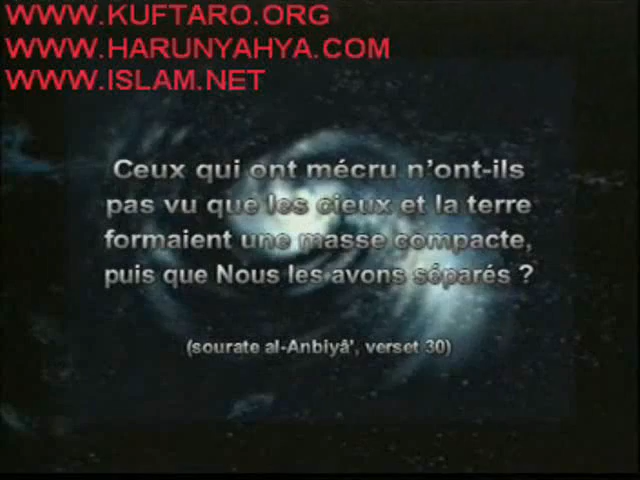 WWW.KUFTARO.ORG
WWW.HARUNYAHYA.COM
WWW.ISLAM.NET
Ceux qui ont mécru n'ont-ils
pas vu que les cieux et la terre
formaient une masse compacte,
puis que Nous les avons séparés ?
(sourate al-Anbiyâ', verset 30)